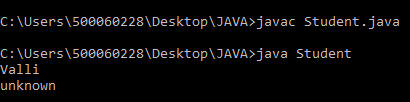 C:\Users\500060228\Desktop\JAVA>javac Student.java
C:\Users\500060228\Desktop\JAVA>java Student
Valli
unknown